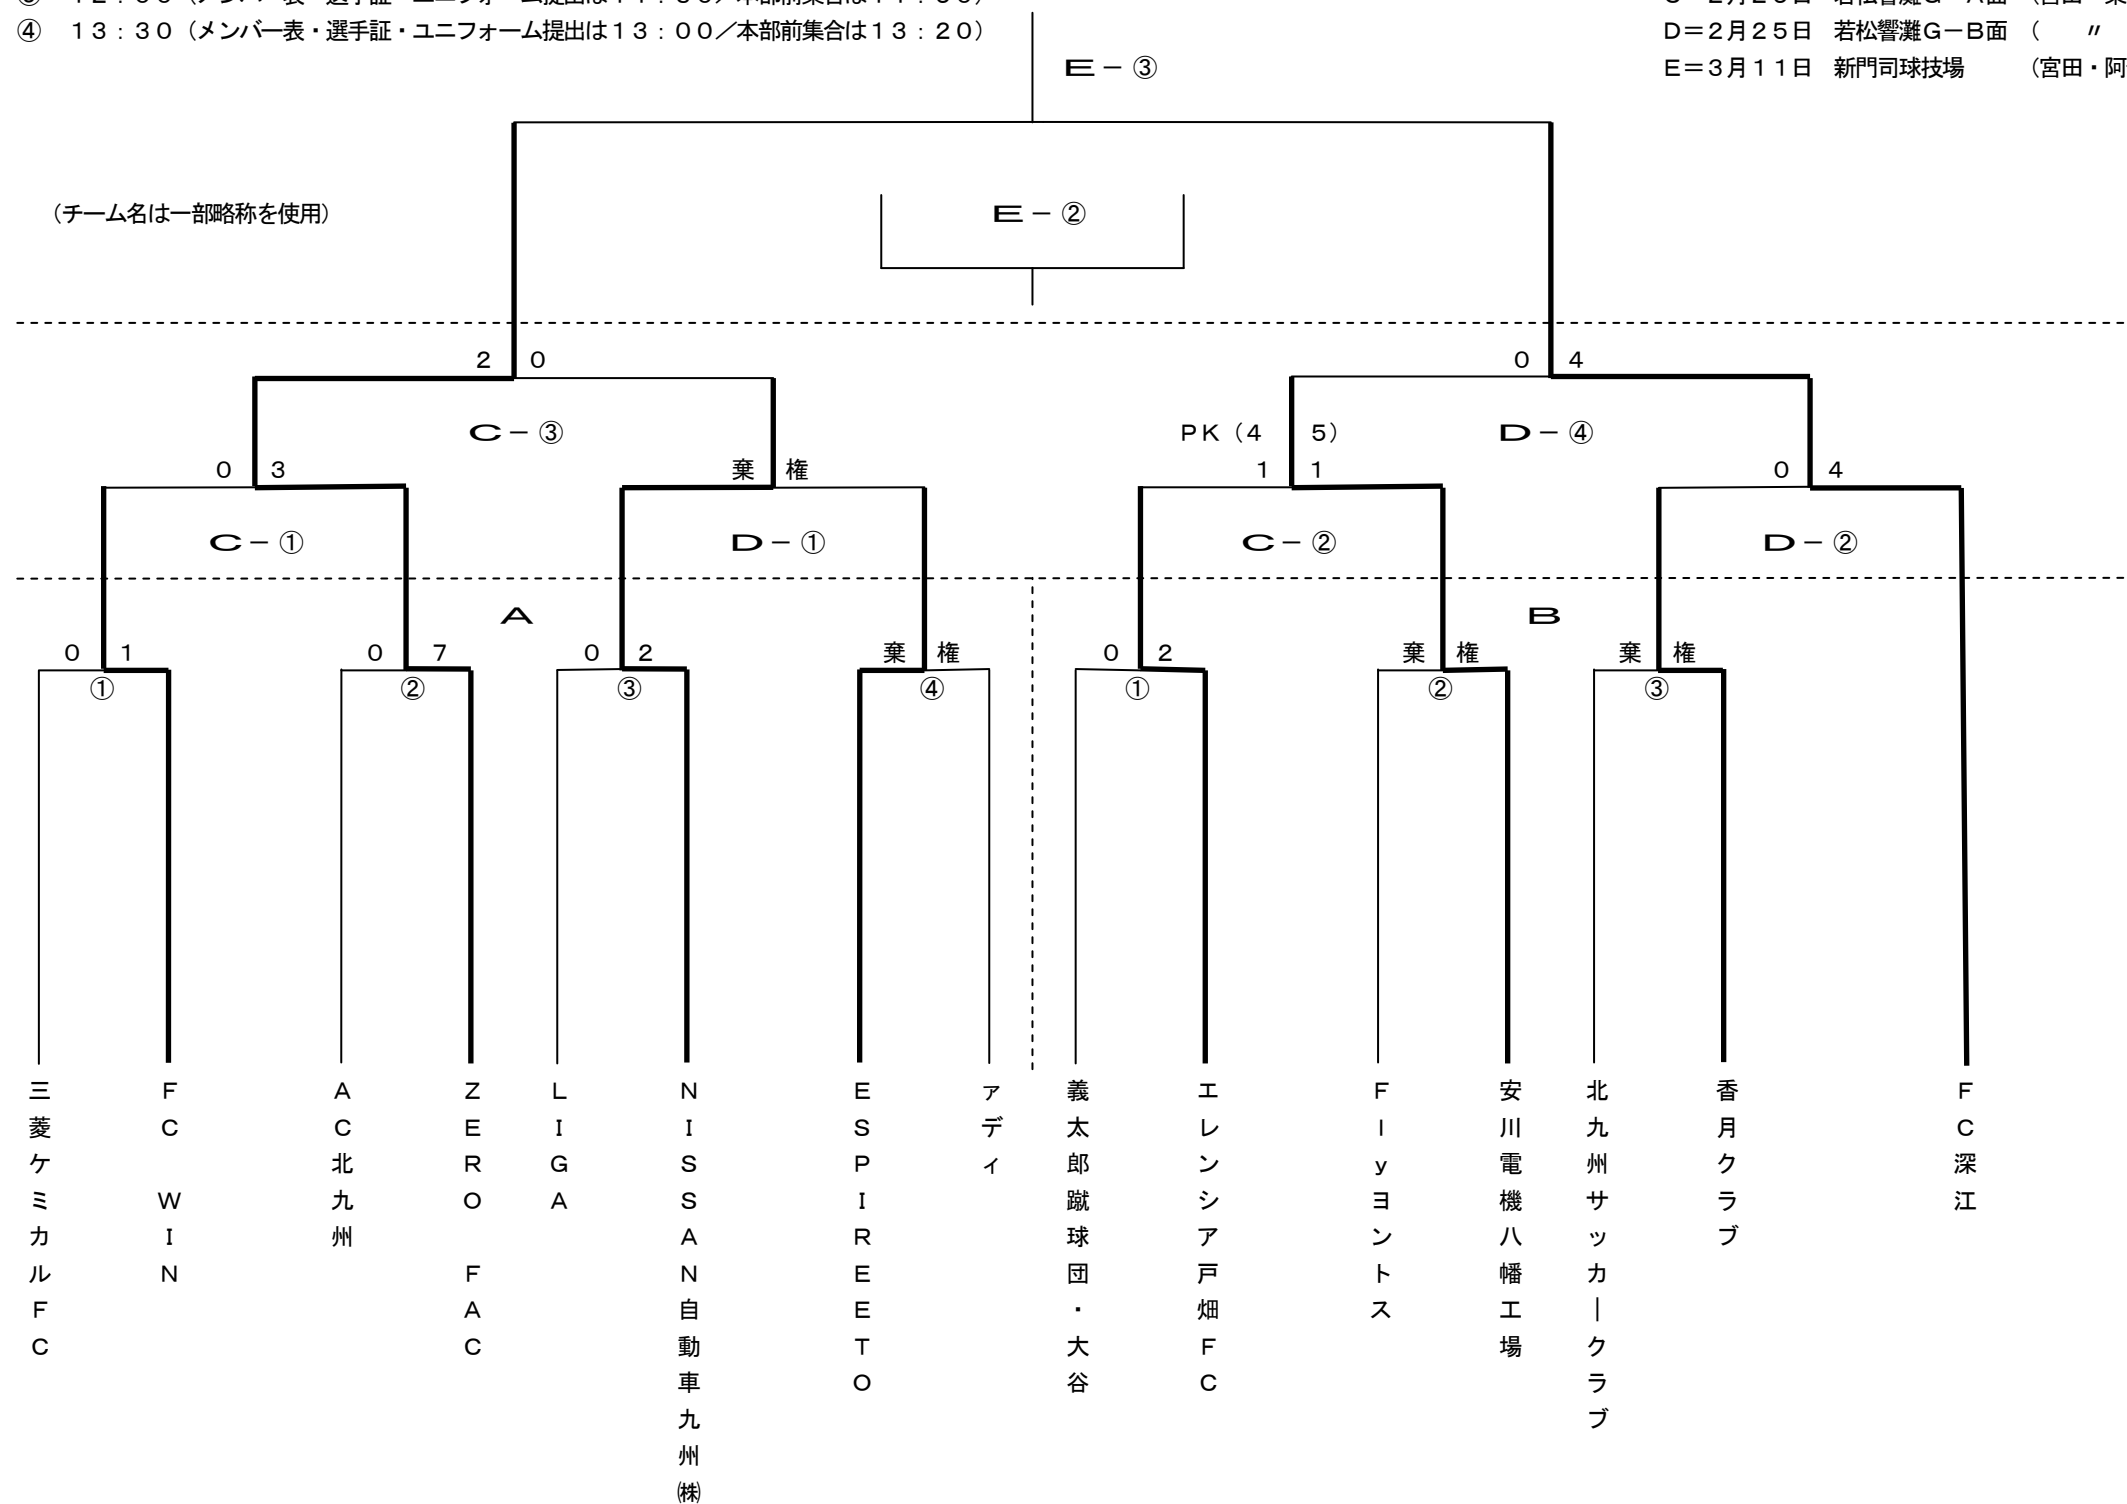 ④　１３：３０（メンバー表・選手証・ユニフォーム提出は１３：００／本部前集合は１３：２０）
D＝２月２５日　若松響灘G－B面　（　　〃
E＝３月１１日　新門司球技場　　　（宮田・阿
E－③
（チーム名は一部略称を使用）
E－②
２　０
０　４
C－③
PK（４　５）
D－④
０　３
棄　権
１　１
０　４
C－①
D－①
C－②
D－②
A
B
０　１
０　７
０　２
棄　権
０　２
棄　権
棄　権
①
②
③
④
①
②
③
三菱ケミカルFC
FC　WIN
AC北九州
ZERO　FAC
LIGA
NISSAN自動車九州㈱
ESPIREETO
ァディ
義太郎蹴球団・大谷
エレンシア戸畑FC
Flyヨントス
安川電機八幡工場
北九州サッカークラブ
香月クラブ
FC深江